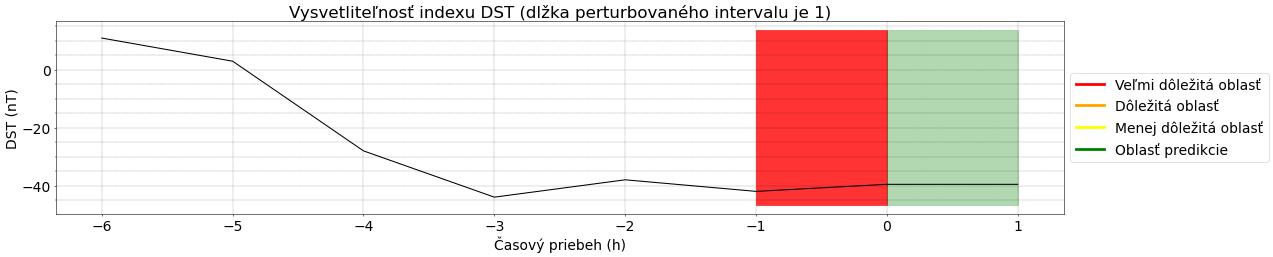 Vysvetliteľnosť indexu DST (dĺžka perturbovaného intervalu je 1)
DST (nT)
0
−20
−40
−6 −5 −4 −3 −2 −1 0 1
Časový priebeh (h)
Veľmi dôležitá oblasť
Dôležitá oblasť
Menej dôležitá oblasť
Oblasť predikcie